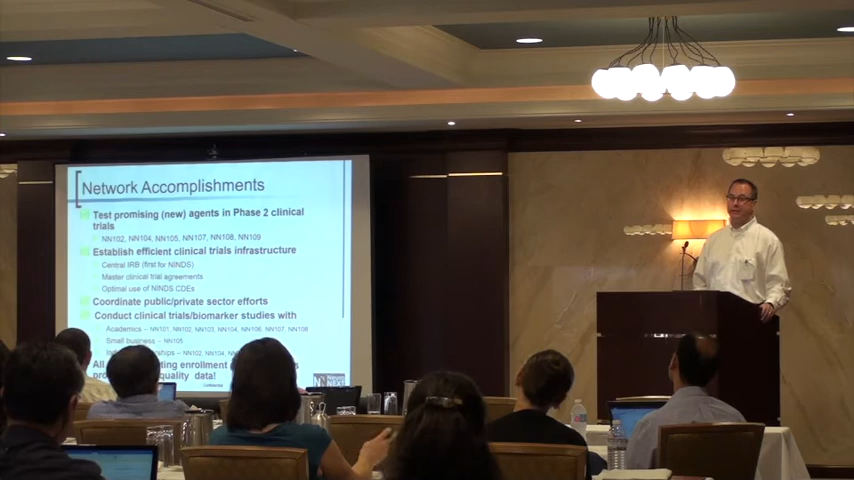 Network Accomplishments
Test promising (new) agents in Phase 2 clinical
trials
NN102, NN104, NN105, NN107, NN108, NN109
Establish efficient clinical trials infrastructure
Central IRB (first for NINDS)
Master clinical trial agreements
Optimal use of NINDS CDEs
Coordinate public/private sector efforts
Conduct clinical trials/biomarker studies with
Academics – NN101, NN102, NN103, NN104, NN106, NN107, NN108
Small business – NN105
NN102, NN104,
All enrollment
quality data!
Confidential
NEXT